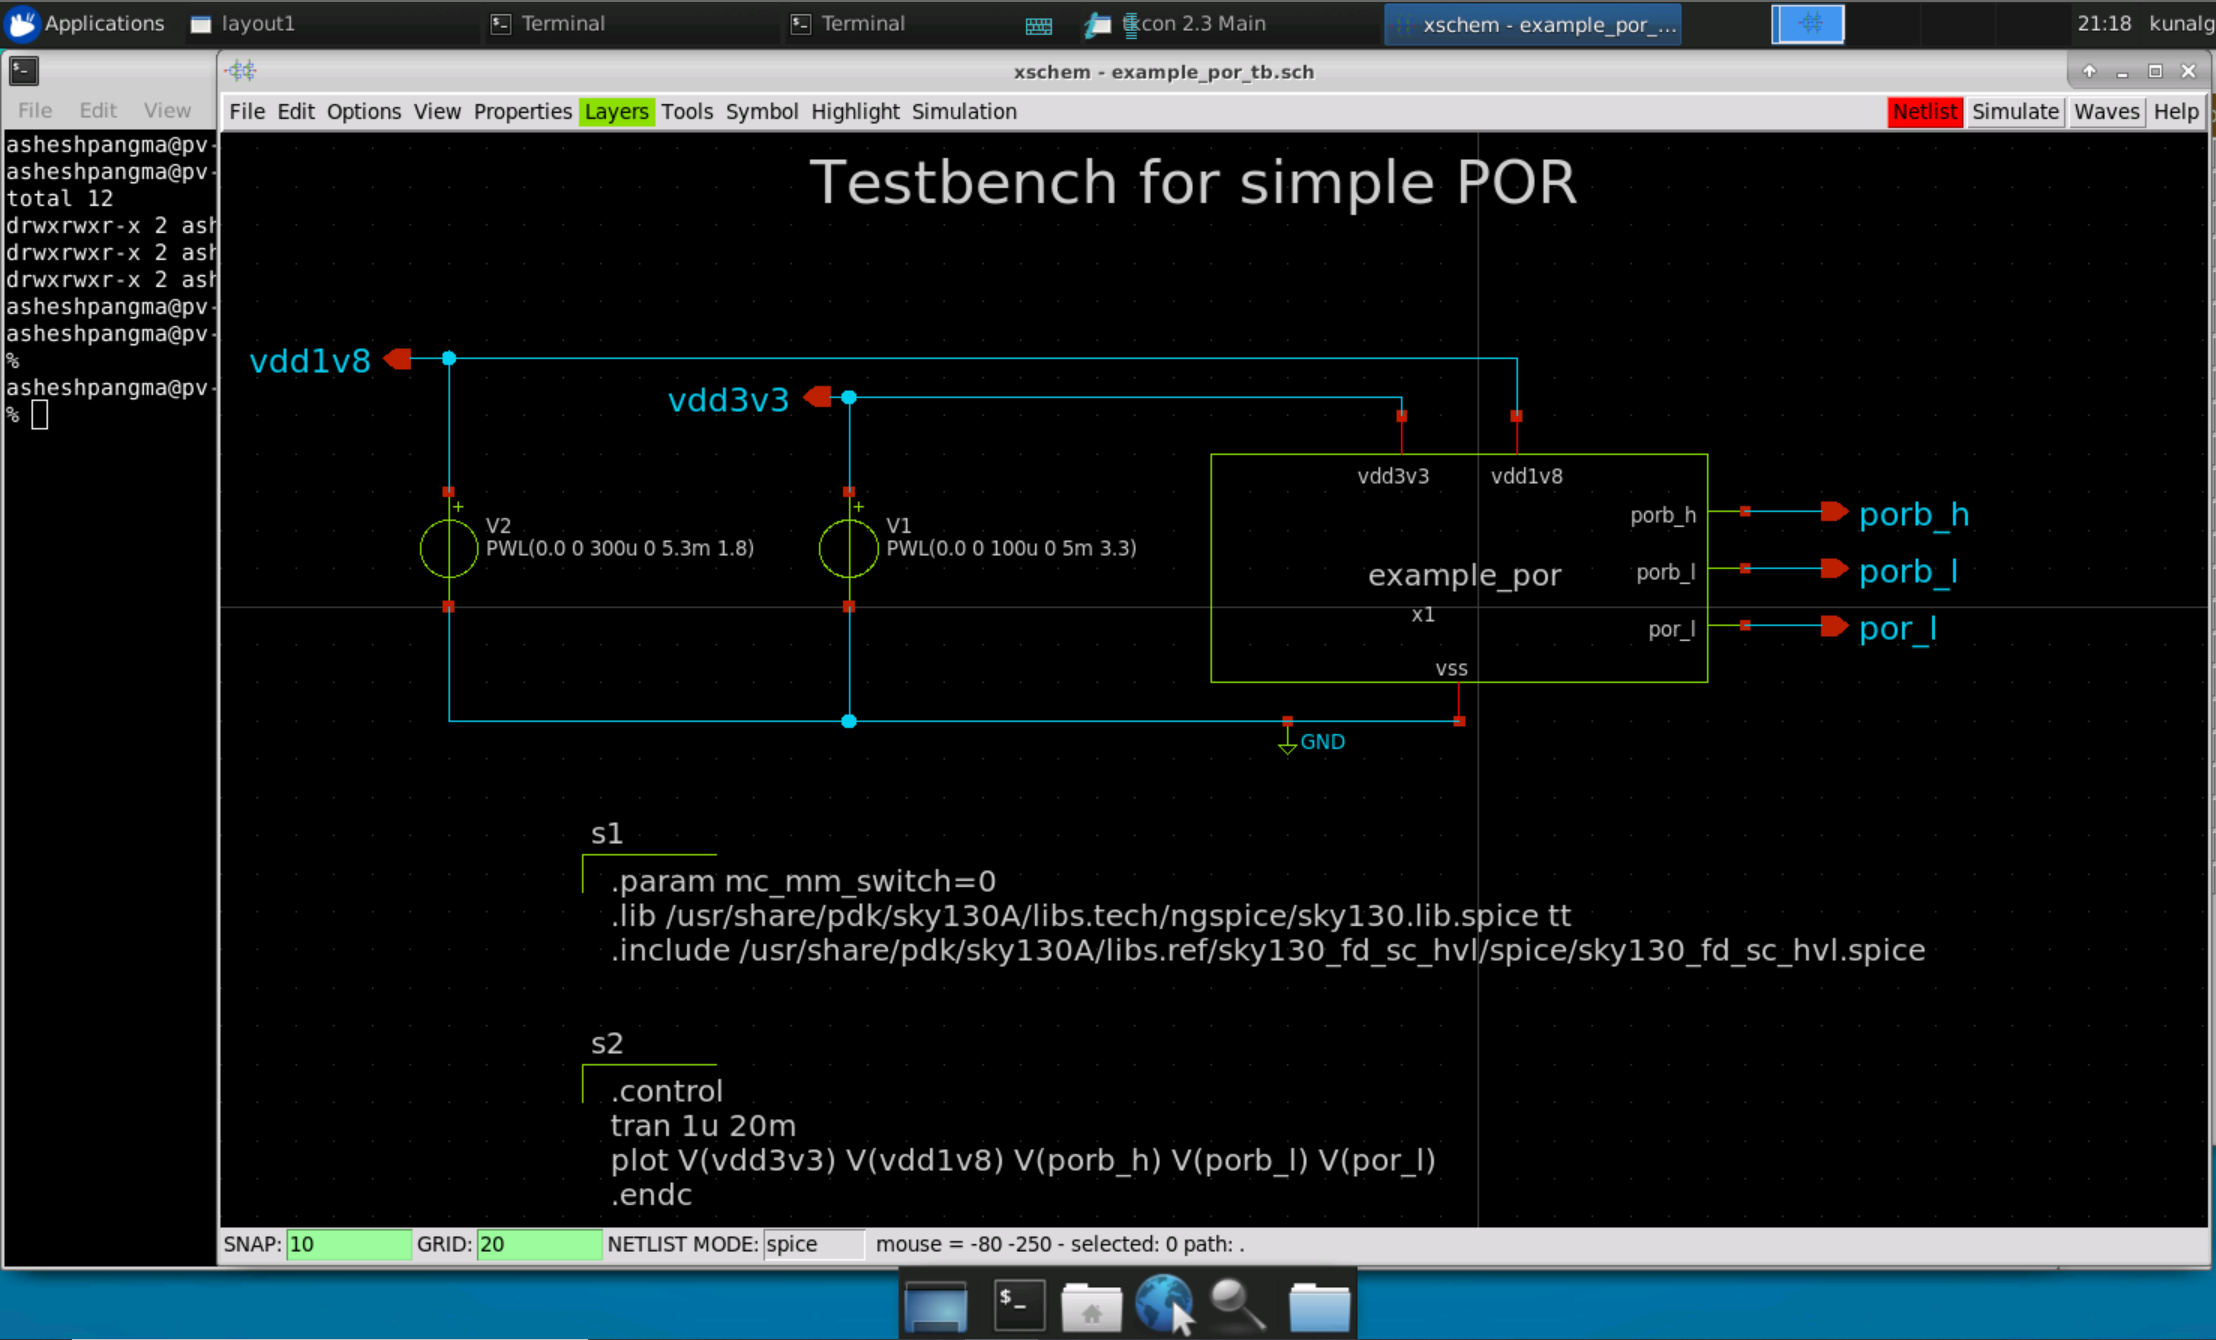 Applications layout1 Terminal Terminal tkcon 2.3 Main xschem - example_por_... 21:18 kunalg
xschem - example_por_tb.sch
File Edit View
File Edit Options View Properties Layers Tools Symbol Highlight Simulation Netlist Simulate Waves Help
asheshpangma@pv-
asheshpangma@pv-
total 12
drwxrwxr-x 2 ash
drwxrwxr-x 2 ash
drwxrwxr-x 2 ash
asheshpangma@pv-
asheshpangma@pv-
%
asheshpangma@pv-
%
Testbench for simple POR
vdd1v8
vdd3v3
vdd3v3 vdd1v8
+ +
V2 V1
PWL(0.0 0 300u 0 5.3m 1.8) PWL(0.0 0 100u 0 5m 3.3)
porb_h porb_h
example_por porb_l porb_l
x1
por_l por_l
vss
GND
s1
.param mc_mm_switch=0
.lib /usr/share/pdk/sky130A/libs.tech/ngspice/sky130.lib.spice tt
.include /usr/share/pdk/sky130A/libs.ref/sky130_fd_sc_hvl/spice/sky130_fd_sc_hvl.spice
s2
.control
tran 1u 20m
plot V(vdd3v3) V(vdd1v8) V(porb_h) V(porb_l) V(por_l)
.endc
SNAP: 10 GRID: 20 NETLIST MODE: spice mouse = -80 -250 - selected: 0 path: .
$_